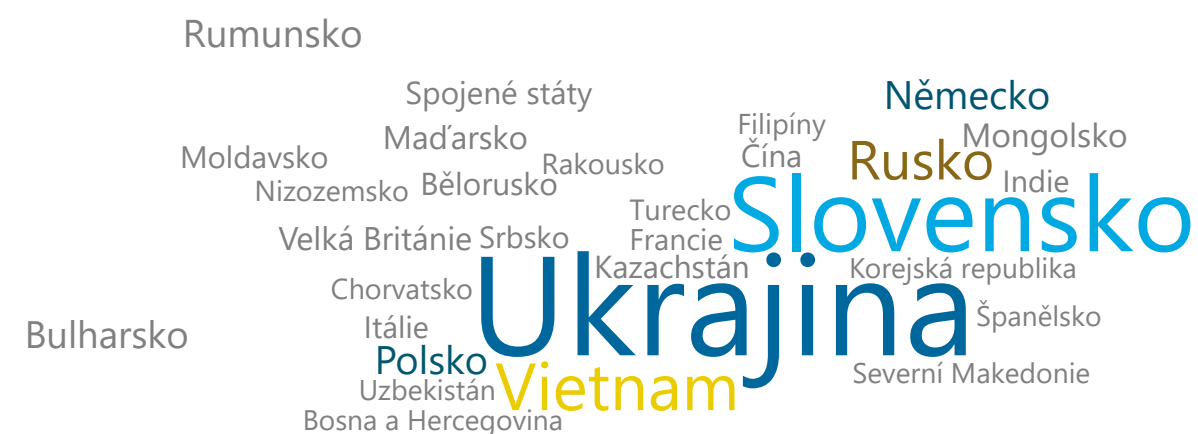 Rumunsko
Spojené státy
Německo
Filipíny
Mongolsko
Maďarsko
Moldavsko
Rakousko
Čína
Rusko
Nizozemsko
Bělorusko
Indie
Turecko
Slovensko
Velká Británie
Srbsko
Francie
Kazachstán
Korejská republika
Chorvatsko
Ukrajina
Španělsko
Itálie
Bulharsko
Polsko
Severní Makedonie
Uzbekistán
Vietnam
Bosna a Hercegovina